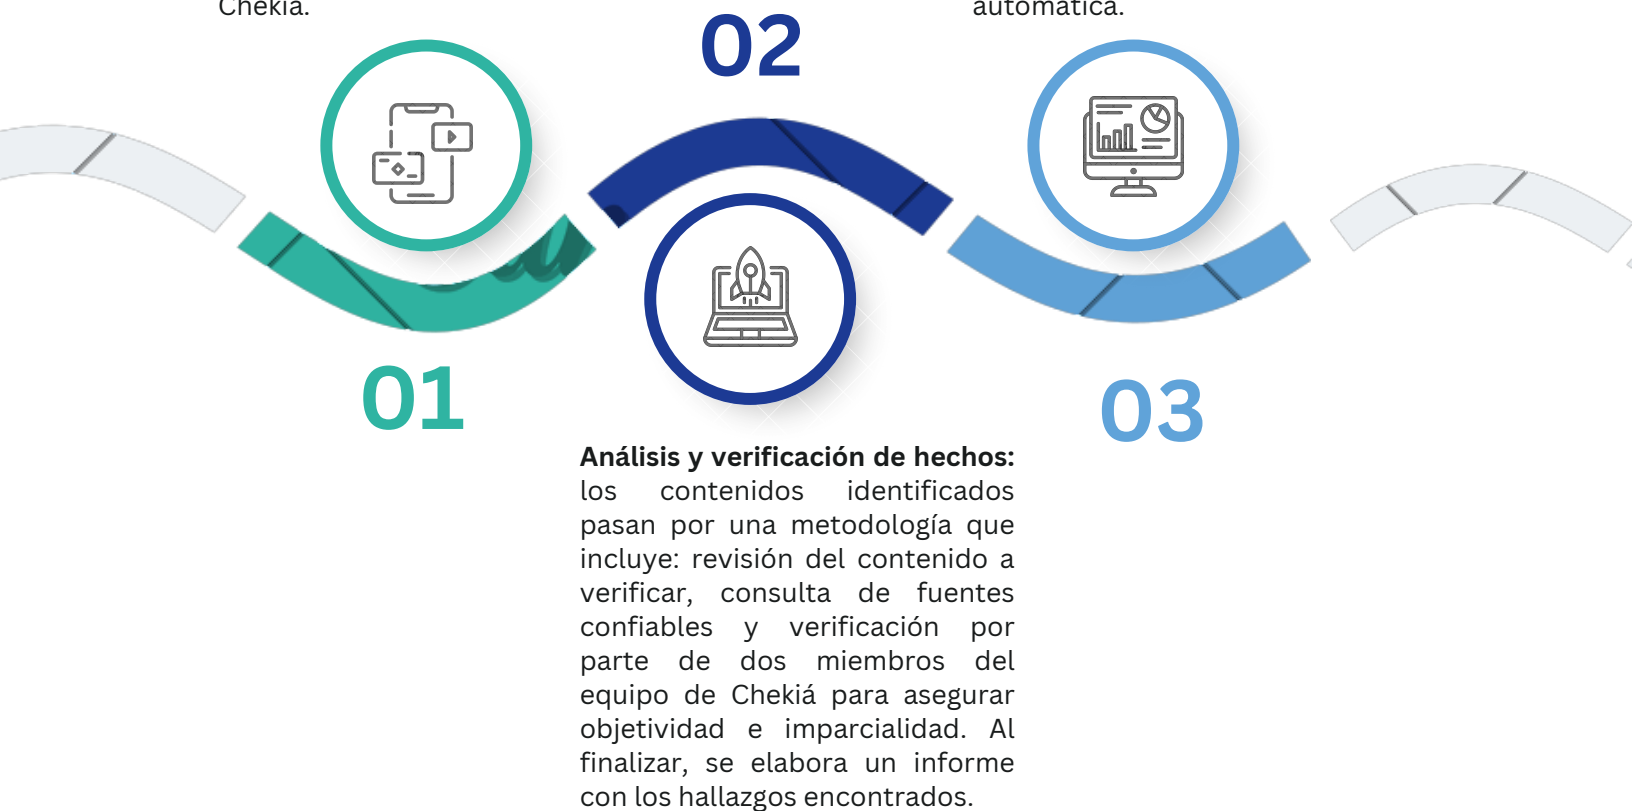 Chekiá.
automática.
02
01
03
Análisis y verificación de hechos:
los contenidos identificados
pasan por una metodología que
incluye: revisión del contenido a
verificar, consulta de fuentes
confiables y verificación por
parte de dos miembros del
equipo de Chekiá para asegurar
objetividad e imparcialidad. Al
finalizar, se elabora un informe
con los hallazgos encontrados.